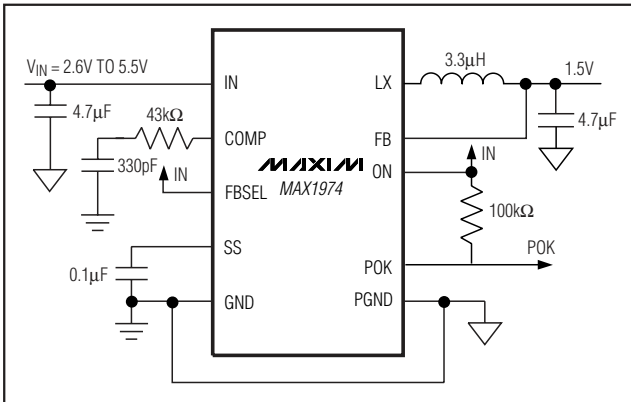 VIN = 2.6V TO 5.5V
IN
LX
3.3μH
1.5V
4.7μF
43kΩ
COMP
FB
4.7μF
330pF
IN
FBSEL
MAXIM
MAX1974
ON
IN
100kΩ
SS
POK
POK
0.1μF
GND
PGND